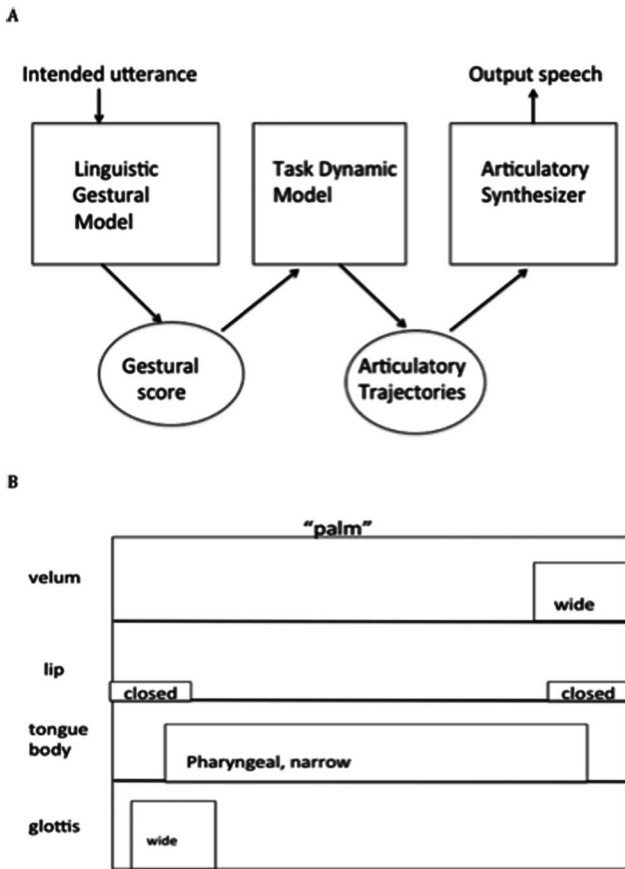 A
Intended utterance
Output speech
Linguistic
Gestural
Model
Task Dynamic
Model
Articulatory
Synthesizer
Gestural
score
Articulatory
Trajectories
B
"palm"
velum
wide
lip
closed
closed
tongue
body
Pharyngeal, narrow
glottis
wide